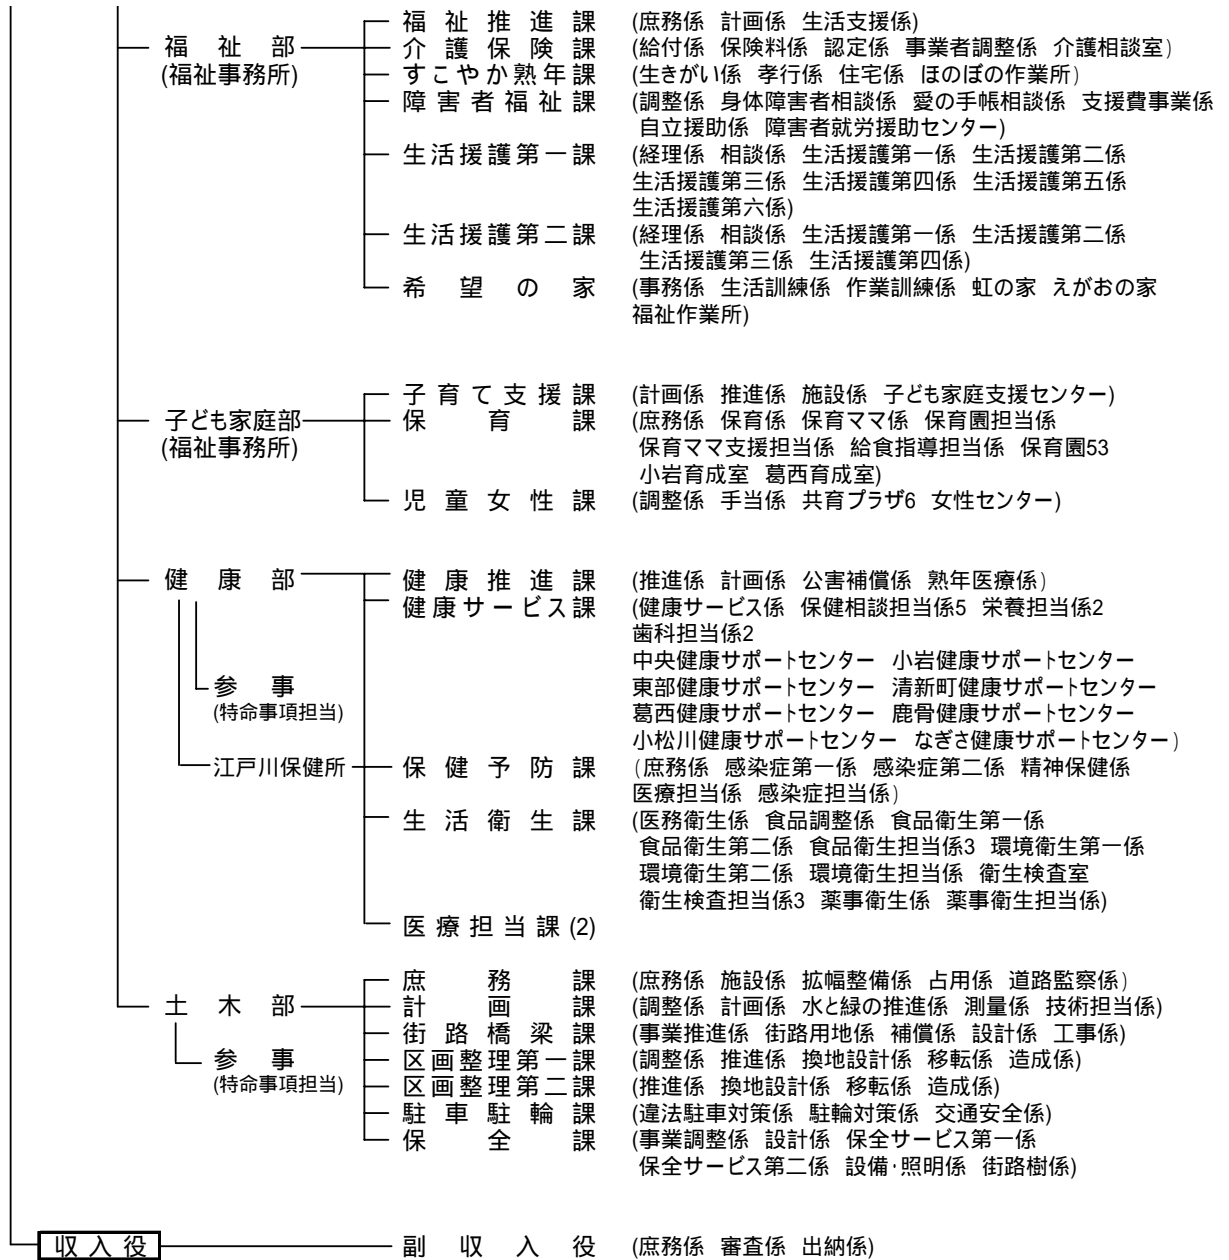 福祉推進課 (庶務係 計画係 生活支援係)
福祉部 介護保険課 (給付係 保険料係 認定係 事業者調整係 介護相談室)
(福祉事務所) すこやか熟年課 (生きがい係 孝行係 住宅係 ほのぼの作業所)
障害者福祉課 (調整係 身体障害者相談係 愛の手帳相談係 支援費事業係
自立援助係 障害者就労援助センター)
生活援護第一課 (経理係 相談係 生活援護第一係 生活援護第二係
生活援護第三係 生活援護第四係 生活援護第五係
生活援護第六係)
生活援護第二課 (経理係 相談係 生活援護第一係 生活援護第二係
生活援護第三係 生活援護第四係)
希望の家 (事務係 生活訓練係 作業訓練係 虹の家 えがおの家
福祉作業所)
子育て支援課 (計画係 推進係 施設係 子ども家庭支援センター)
子ども家庭部 保育課 (庶務係 保育係 保育ママ係 保育園担当係
(福祉事務所) 保育ママ支援担当係 給食指導担当係 保育園53
小岩育成室 葛西育成室)
児童女性課 (調整係 手当係 共育プラザ6 女性センター)
健康部 健康推進課 (推進係 計画係 公害補償係 熟年医療係)
健康サービス課 (健康サービス係 保健相談担当係5 栄養担当係2
歯科担当係2
中央健康サポートセンター 小岩健康サポートセンター
参事 東部健康サポートセンター 清新町健康サポートセンター
(特命事項担当) 葛西健康サポートセンター 鹿骨健康サポートセンター
小松川健康サポートセンター なぎさ健康サポートセンター)
江戸川保健所 保健予防課 (庶務係 感染症第一係 感染症第二係 精神保健係
医療担当係 感染症担当係)
生活衛生課 (医務衛生係 食品調整係 食品衛生第一係
食品衛生第二係 食品衛生担当係3 環境衛生第一係
環境衛生第二係 環境衛生担当係 衛生検査室
衛生検査担当係3 薬事衛生係 薬事衛生担当係)
医療担当課(2)
庶務課 (庶務係 施設係 拡幅整備係 占用係 道路監察係)
土木部 計画課 (調整係 計画係 水と緑の推進係 測量係 技術担当係)
街路橋梁課 (事業推進係 街路用地係 補償係 設計係 工事係)
参事 区画整理第一課 (調整係 推進係 換地設計係 移転係 造成係)
(特命事項担当) 区画整理第二課 (推進係 換地設計係 移転係 造成係)
駐車駐輪課 (違法駐車対策係 駐輪対策係 交通安全係)
保全課 (事業調整係 設計係 保全サービス第一係
保全サービス第二係 設備・照明係 街路樹係)
収入役 副収入役 (庶務係 審査係 出納係)